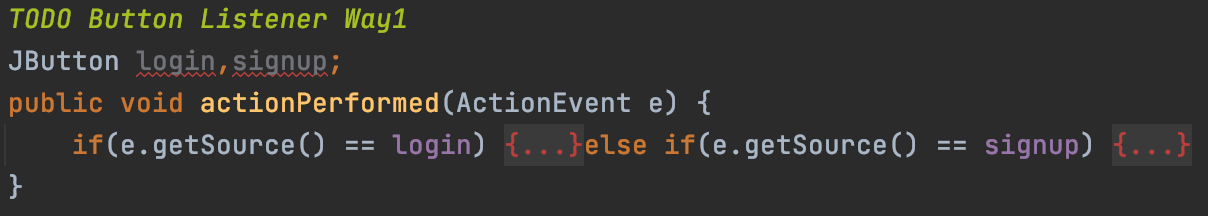 TODO Button Listener Way1
JButton login,signup;
public void actionPerformed(ActionEvent e) {
    if(e.getSource() == login) {...}else if(e.getSource() == signup) {...}
}